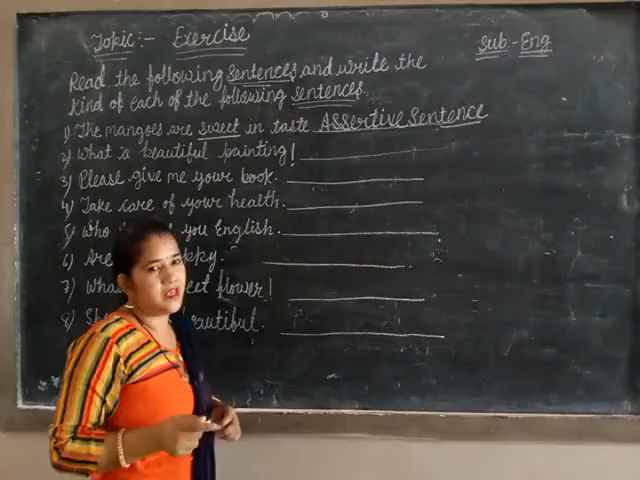 Topic:- Exercise
Sub.- Eng
Read the following sentences and write the
kind of each of the following sentences.
1) The mangoes are sweet in taste Assertive Sentence
2) What a beautiful painting!
3) Please give me your book.
4) Take care of your health.
5) Who you English.
6) Are
7) What flower!
8) She